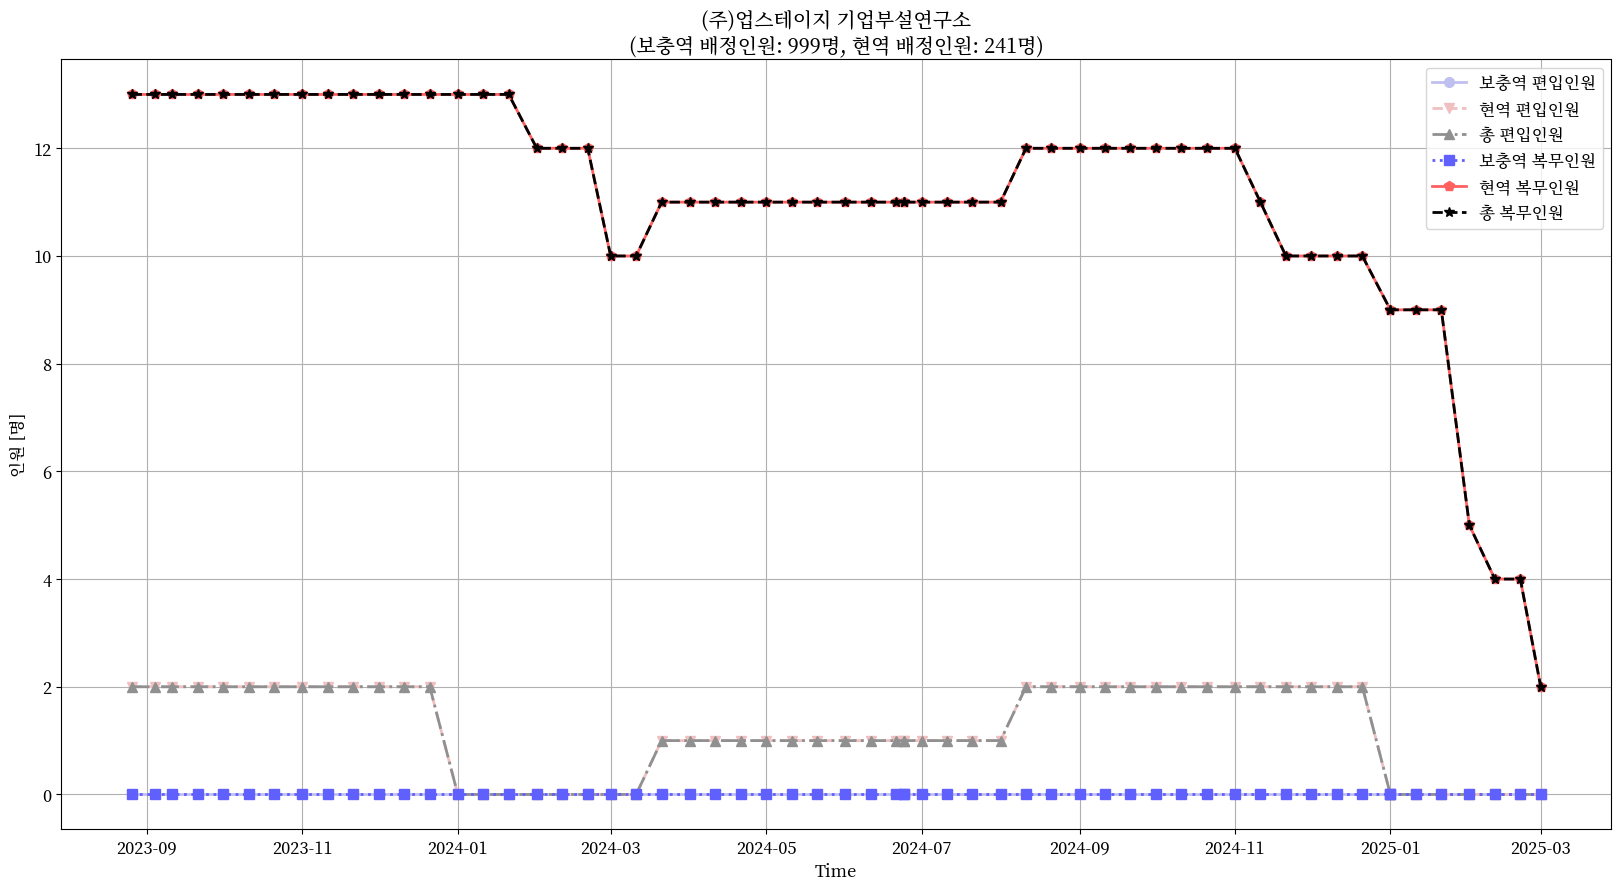 (주)업스테이지 기업부설연구소
(보충역 배정인원: 999명, 현역 배정인원: 241명)
보충역 편입인원
현역 편입인원
총 편입인원
보충역 복무인원
현역 복무인원
총 복무인원
인원 [명]
12
10
8
6
4
2
0
2023-09
2023-11
2024-01
2024-03
2024-05
2024-07
2024-09
2024-11
2025-01
2025-03
Time